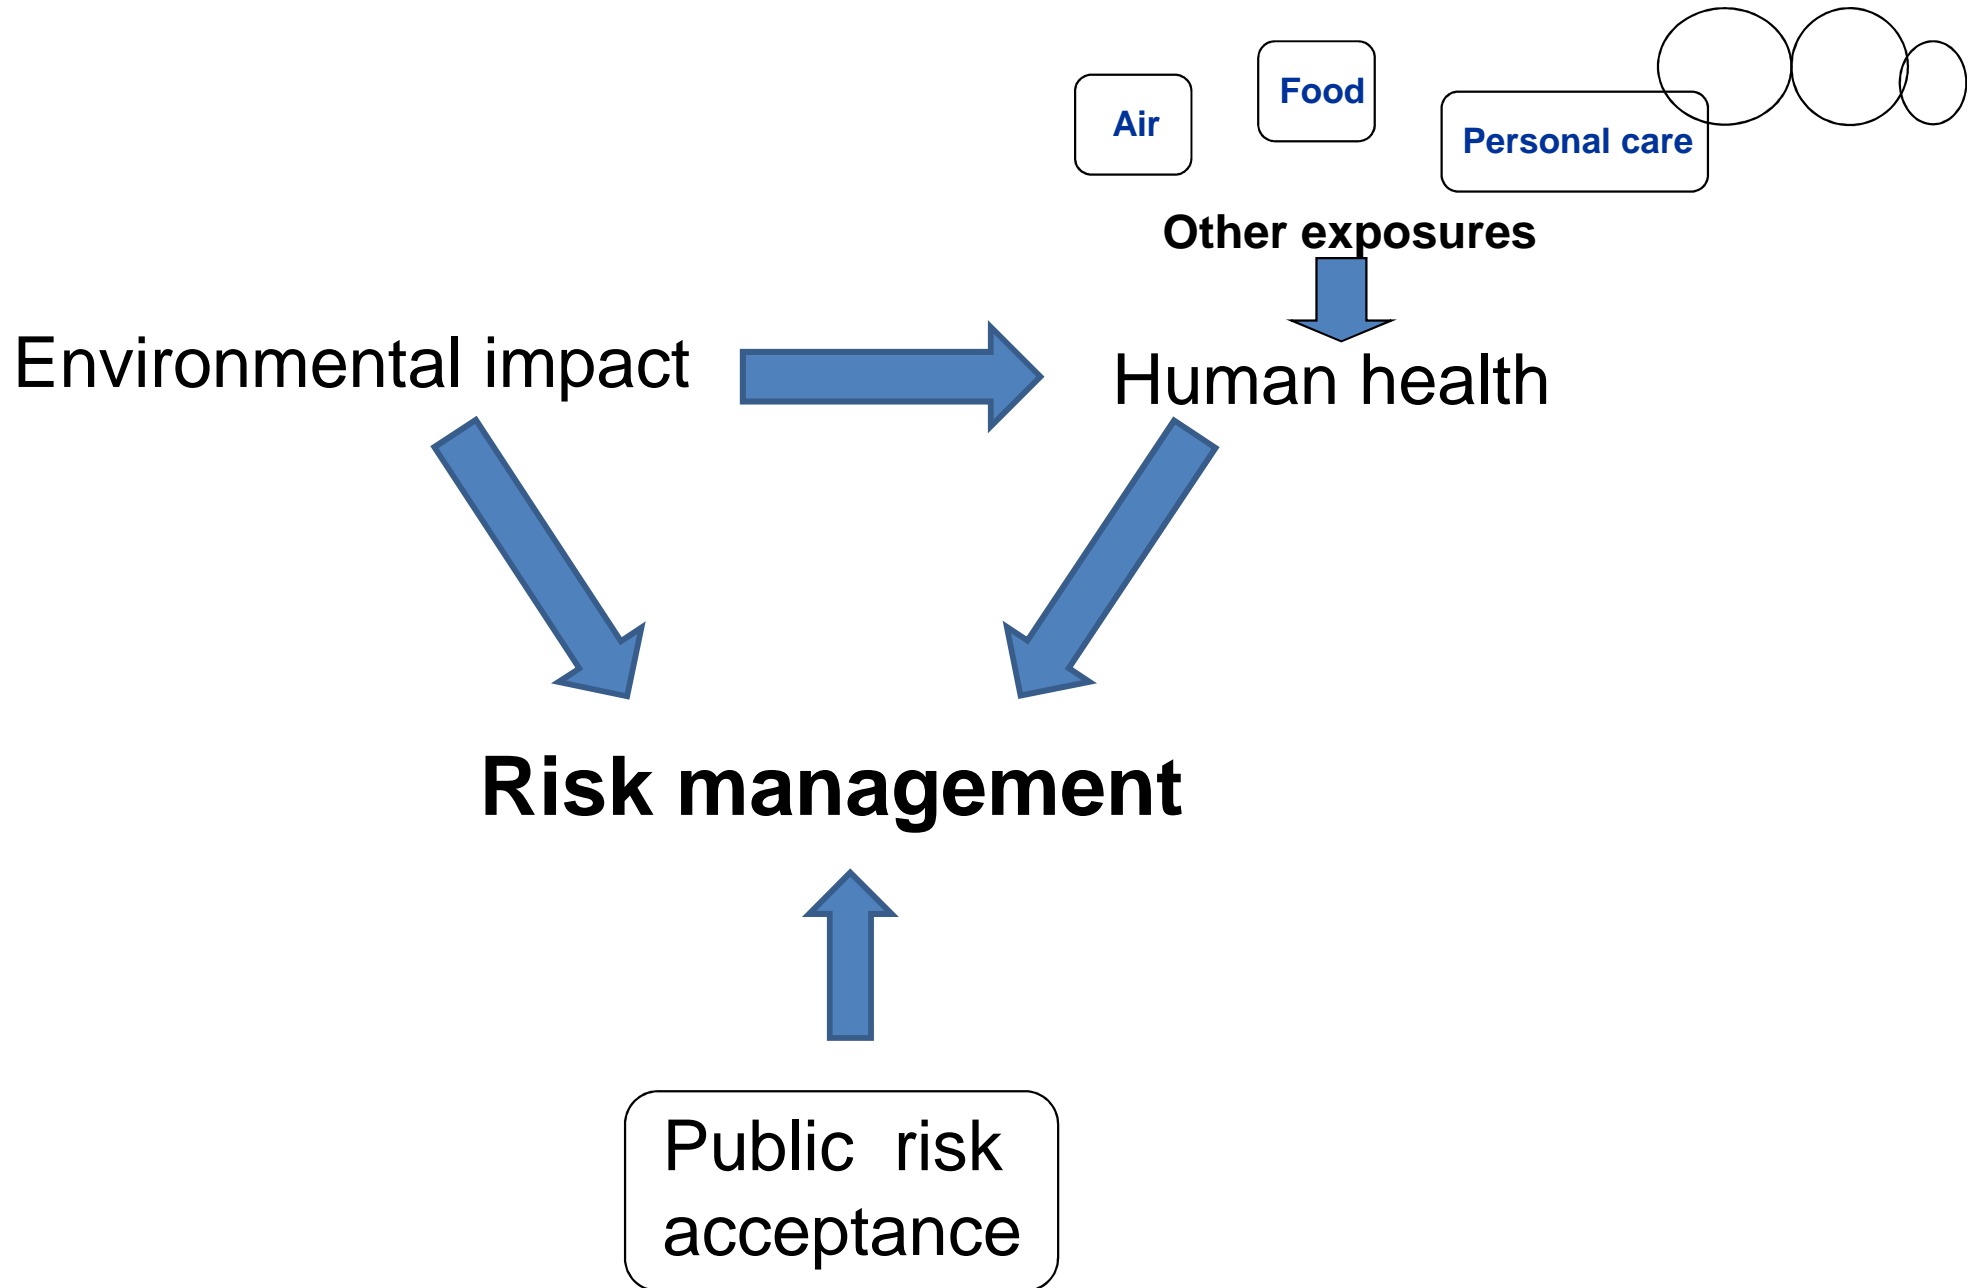 Food
Air
Personal care
Other exposures
Environmental impact
Human health
Risk management
Public risk
acceptance